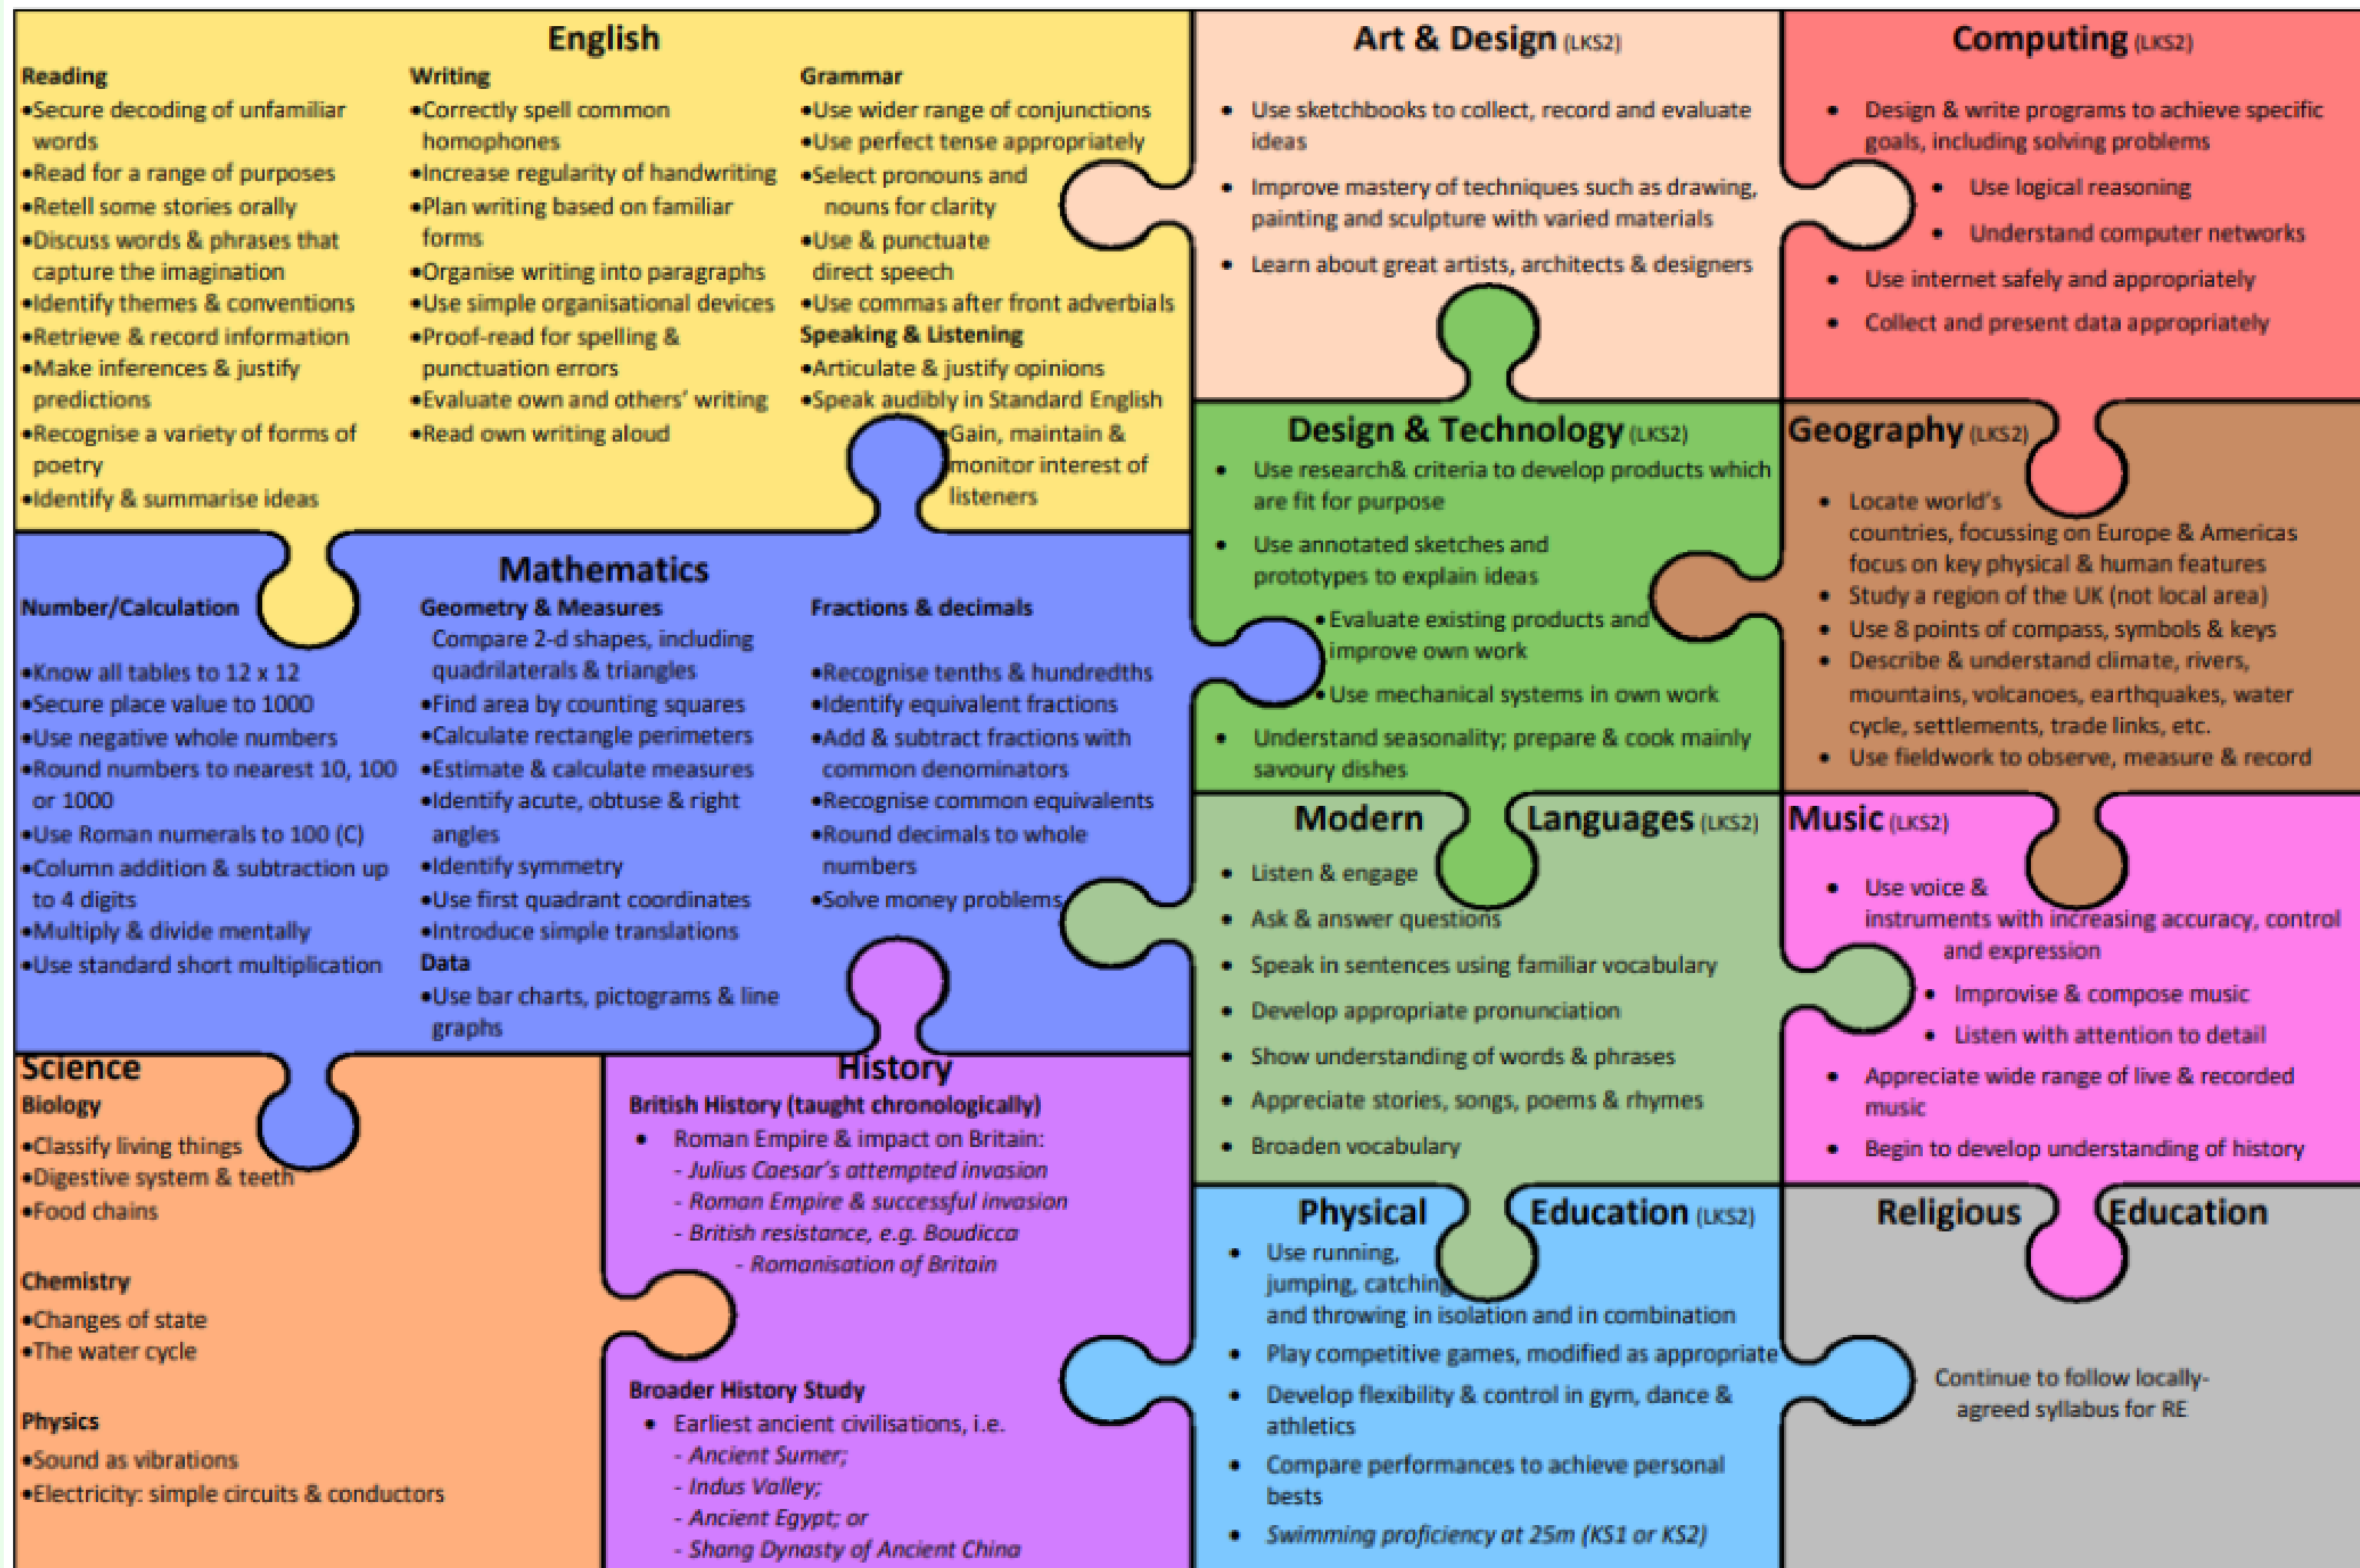 English
Reading
•Secure decoding of unfamiliar
words
•Read for a range of purposes
•Retell some stories orally
•Discuss words & phrases that
capture the imagination
•Identify themes & conventions
•Retrieve & record information
•Make inferences & justify
predictions
•Recognise a variety of forms of
poetry
•Identify & summarise ideas
Writing
•Correctly spell common
homophones
•Increase regularity of handwriting
•Plan writing based on familiar
forms
•Organise writing into paragraphs
•Use simple organisational devices
•Proof-read for spelling &
punctuation errors
•Evaluate own and others’ writing
•Read own writing aloud
Grammar
•Use wider range of conjunctions
•Use perfect tense appropriately
•Select pronouns and
nouns for clarity
•Use & punctuate
direct speech
•Use commas after front adverbials
Speaking & Listening
•Articulate & justify opinions
•Speak audibly in Standard English
•Gain, maintain &
monitor interest of
listeners
Art & Design (LKS2)
• Use sketchbooks to collect, record and evaluate
ideas
• Improve mastery of techniques such as drawing,
painting and sculpture with varied materials
• Learn about great artists, architects & designers
Computing (LKS2)
• Design & write programs to achieve specific
goals, including solving problems
• Use logical reasoning
• Understand computer networks
• Use internet safely and appropriately
• Collect and present data appropriately
Mathematics
Number/Calculation
•Know all tables to 12 x 12
•Secure place value to 1000
•Use negative whole numbers
•Round numbers to nearest 10, 100
or 1000
•Use Roman numerals to 100 (C)
•Column addition & subtraction up
to 4 digits
•Multiply & divide mentally
•Use standard short multiplication
Geometry & Measures
Compare 2-d shapes, including
quadrilaterals & triangles
•Find area by counting squares
•Calculate rectangle perimeters
•Estimate & calculate measures
•Identify acute, obtuse & right
angles
•Identify symmetry
•Use first quadrant coordinates
•Introduce simple translations
Data
•Use bar charts, pictograms & line
graphs
Fractions & decimals
•Recognise tenths & hundredths
•Identify equivalent fractions
•Add & subtract fractions with
common denominators
•Recognise common equivalents
•Round decimals to whole
numbers
•Solve money problems
Design & Technology (LKS2)
• Use research& criteria to develop products which
are fit for purpose
• Use annotated sketches and
prototypes to explain ideas
•Evaluate existing products and
improve own work
•Use mechanical systems in own work
• Understand seasonality; prepare & cook mainly
savoury dishes
Geography (LKS2)
• Locate world’s
countries, focussing on Europe & Americas
focus on key physical & human features
• Study a region of the UK (not local area)
• Use 8 points of compass, symbols & keys
• Describe & understand climate, rivers,
mountains, volcanoes, earthquakes, water
cycle, settlements, trade links, etc.
• Use fieldwork to observe, measure & record
Modern Languages (LKS2)
• Listen & engage
• Ask & answer questions
• Speak in sentences using familiar vocabulary
• Develop appropriate pronunciation
• Show understanding of words & phrases
• Appreciate stories, songs, poems & rhymes
• Broaden vocabulary
Music (LKS2)
• Use voice &
instruments with increasing accuracy, control
and expression
• Improvise & compose music
• Listen with attention to detail
• Appreciate wide range of live & recorded
music
• Begin to develop understanding of history
Science
Biology
•Classify living things
•Digestive system & teeth
•Food chains
Chemistry
•Changes of state
•The water cycle
Physics
•Sound as vibrations
•Electricity: simple circuits & conductors
History
British History (taught chronologically)
• Roman Empire & impact on Britain:
- Julius Caesar’s attempted invasion
- Roman Empire & successful invasion
- British resistance, e.g. Boudicca
- Romanisation of Britain
Broader History Study
• Earliest ancient civilisations, i.e.
- Ancient Sumer;
- Indus Valley;
- Ancient Egypt; or
- Shang Dynasty of Ancient China
Physical Education (LKS2)
• Use running,
jumping, catching
and throwing in isolation and in combination
• Play competitive games, modified as appropriate
• Develop flexibility & control in gym, dance &
athletics
• Compare performances to achieve personal
bests
• Swimming proficiency at 25m (KS1 or KS2)
Religious Education
Continue to follow locally-
agreed syllabus for RE